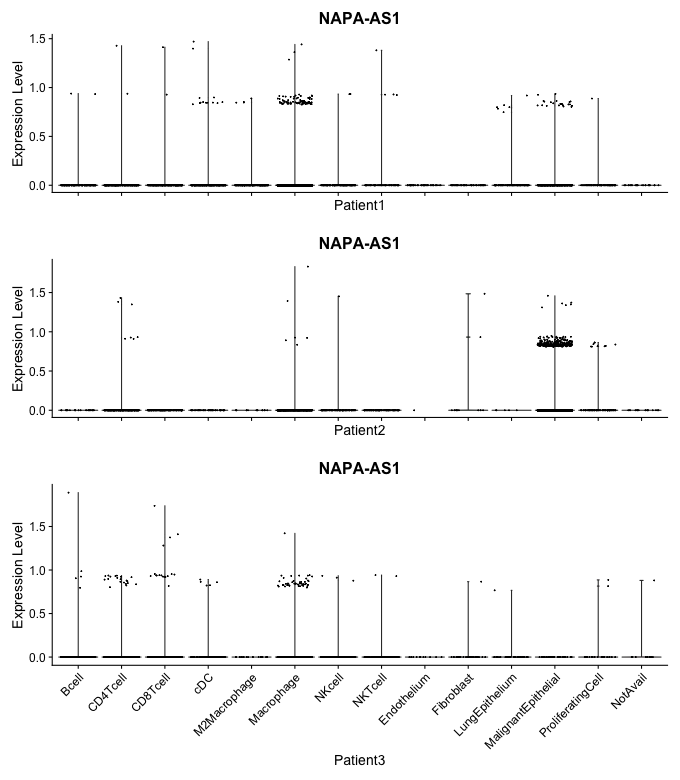 NAPA-AS1
Expression Level
1.5
1.0
0.5
0.0
Patient1
NAPA-AS1
Expression Level
1.5
1.0
0.5
0.0
Patient2
NAPA-AS1
Expression Level
1.5
1.0
0.5
0.0
Bcell
CD4Tcell
CD8Tcell
cDC
M2Macrophage
Macrophage
NKcell
NKTcell
Endothelium
Fibroblast
LungEpithelium
MalignantEpithelial
ProliferatingCell
NotAvail
Patient3